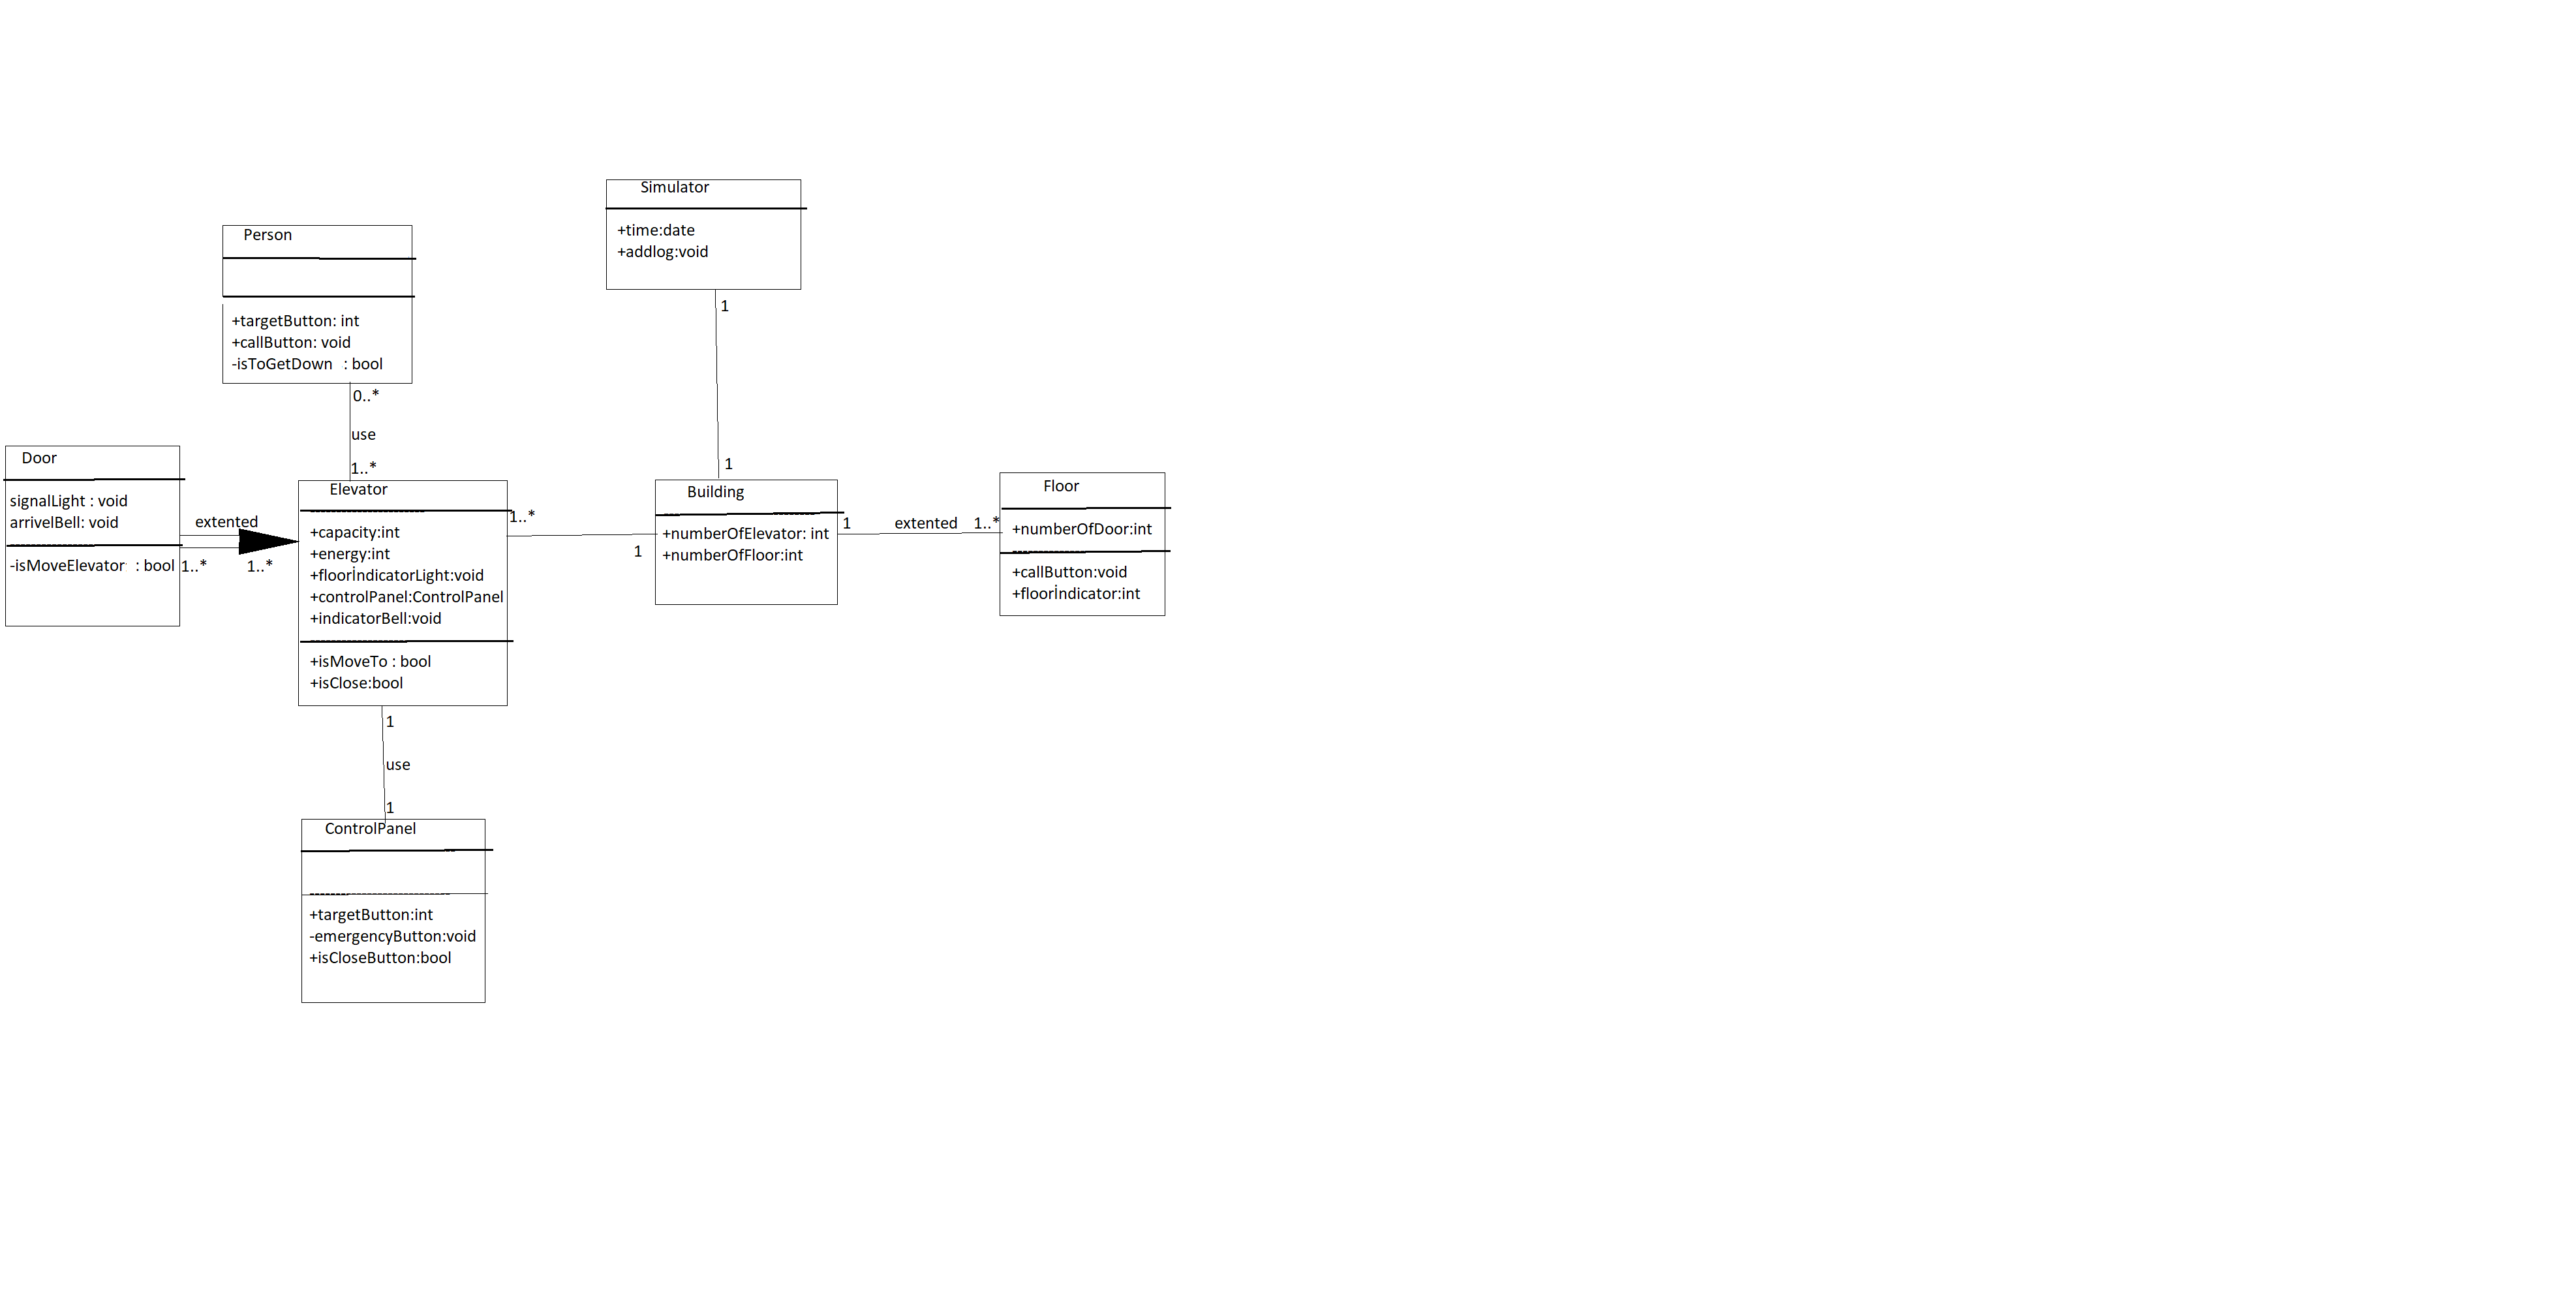 Simulator
+time:date
+addlog:void
1
1
Person
+targetButton: int
+callButton: void
-isToGetDown : bool
0..*
use
1..*
Door
signalLight : void
arrivelBell: void
-isMoveElevator : bool
extented
1..*
1..*
Elevator
+capacity:int
+energy:int
+floorİndicatorLight:void
+controlPanel:ControlPanel
+indicatorBell:void
+isMoveTo : bool
+isClose:bool
1..*
1
Building
+numberOfElevator: int
+numberOfFloor:int
1
extented
1..*
Floor
+numberOfDoor:int
+callButton:void
+floorİndicator:int
1
use
1
ControlPanel
+targetButton:int
-emergencyButton:void
+isCloseButton:bool